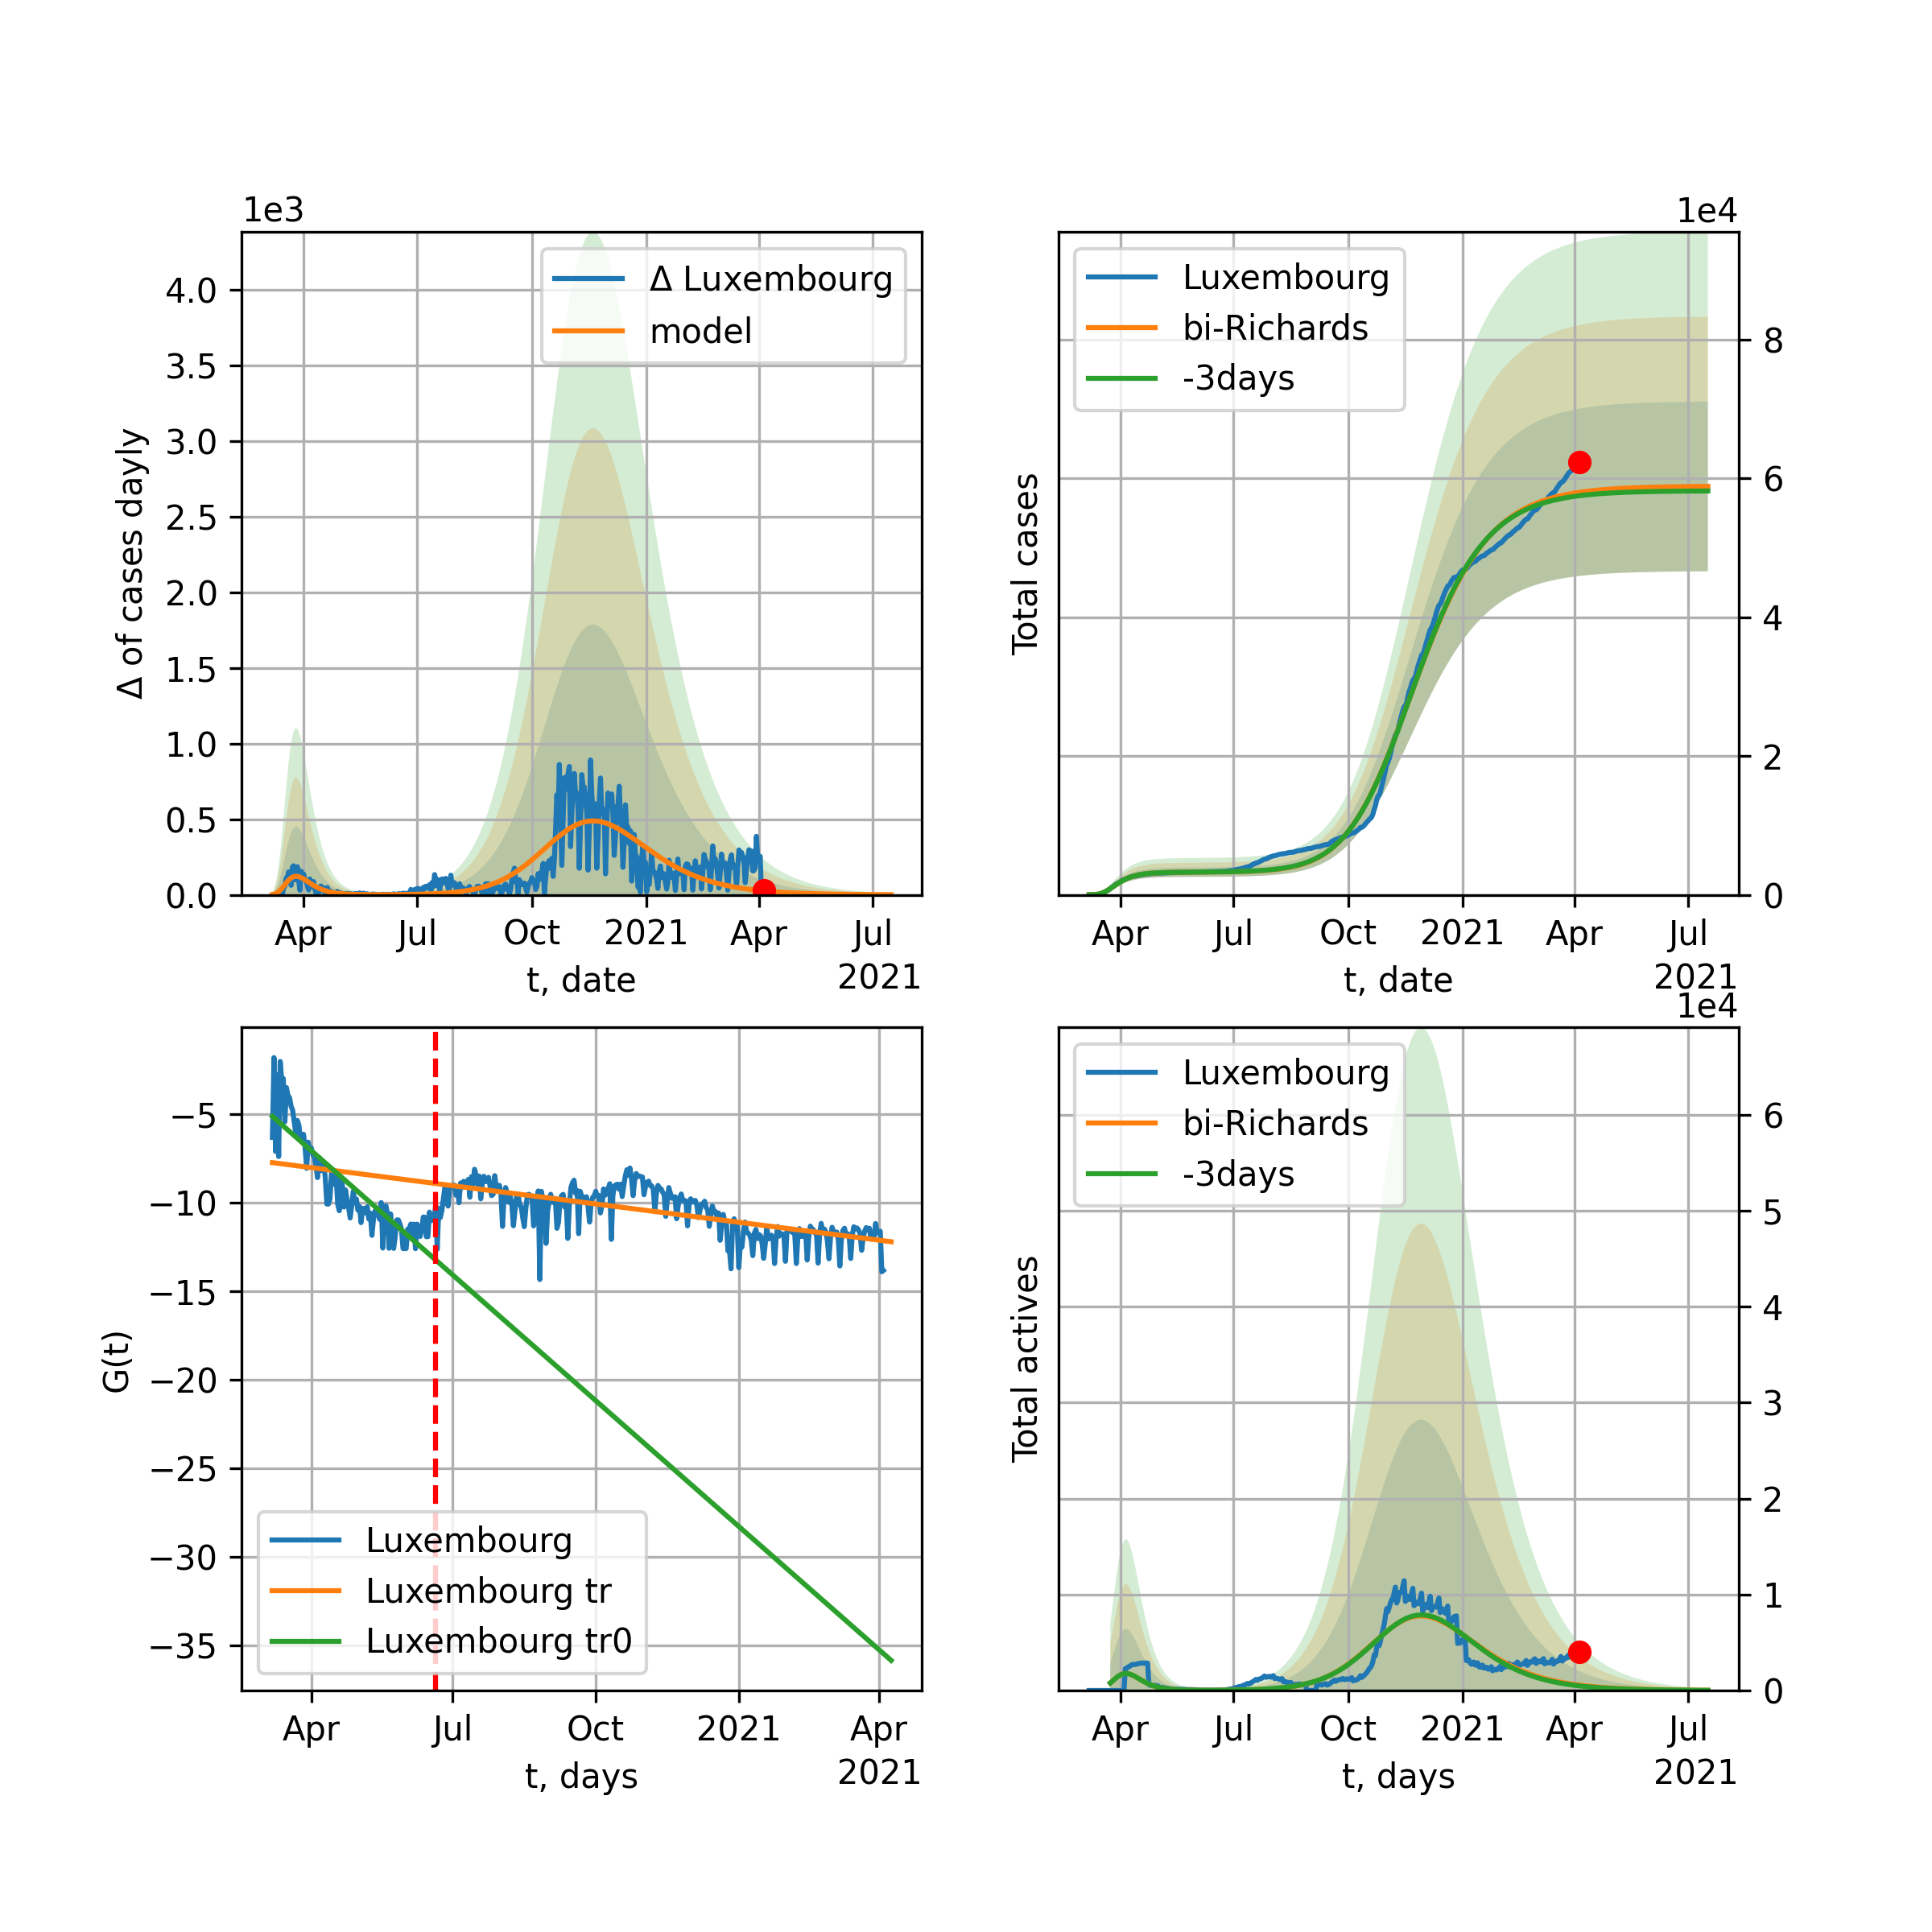 1e3
Δ of cases dayly
4.0
3.5
3.0
2.5
2.0
1.5
1.0
0.5
0.0
Δ Luxembourg
model
Apr Jul Oct 2021 Apr Jul
2021
t, date
1e4
Total cases
Luxembourg
bi-Richards
-3days
8
6
4
2
0
Apr Jul Oct 2021 Apr Jul
2021
t, date
G(t)
−5
−10
−15
−20
−25
−30
−35
Luxembourg
Luxembourg tr
Luxembourg tr0
Apr Jul Oct 2021 Apr
2021
t, days
1e4
Total actives
Luxembourg
bi-Richards
-3days
6
5
4
3
2
1
0
Apr Jul Oct 2021 Apr Jul
2021
t, days